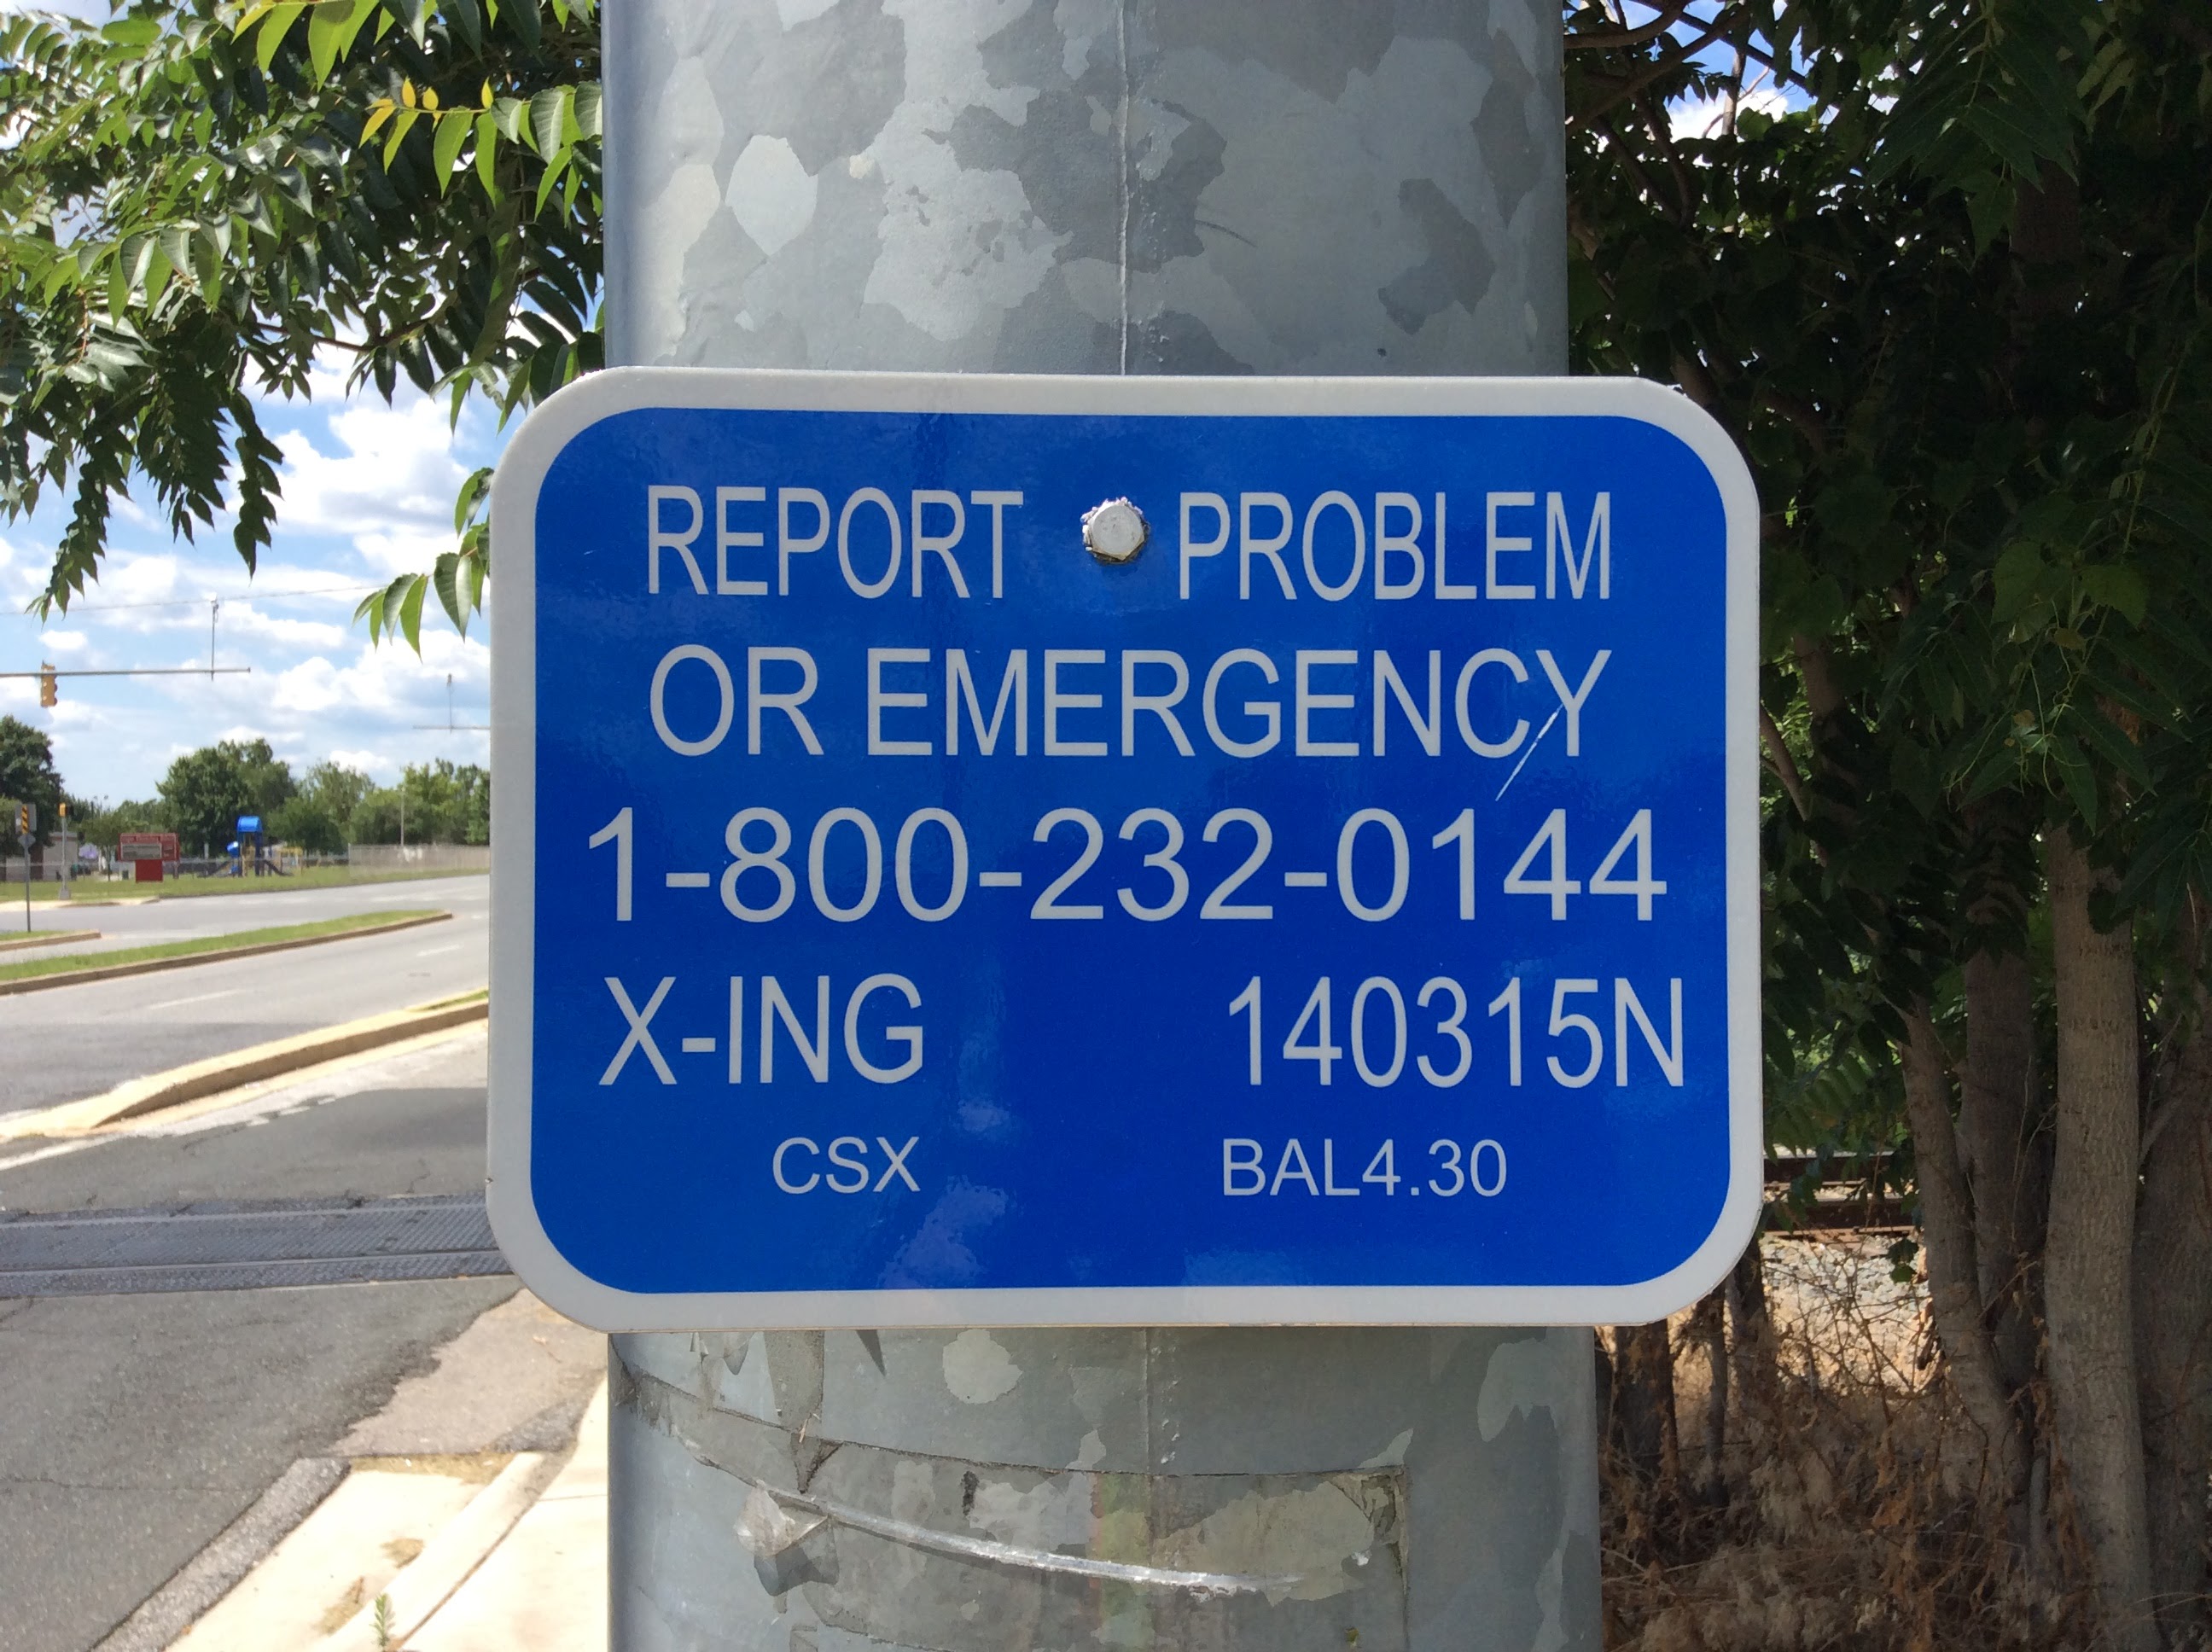 REPORT PROBLEM
OR EMERGENCY
1-800-232-0144
X-ING 140315N
CSX BAL4.30